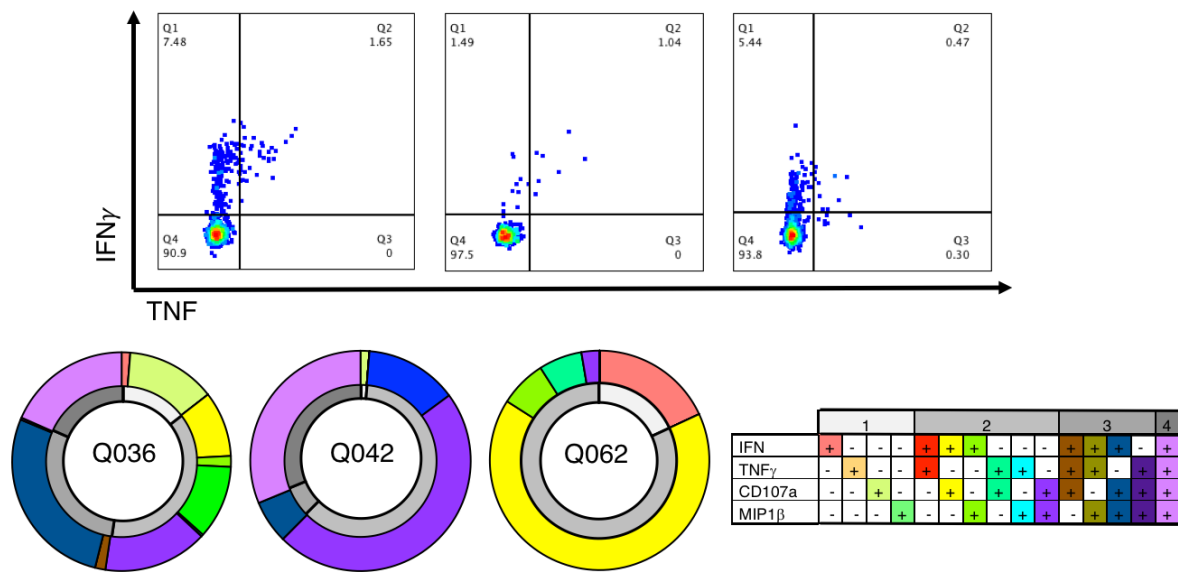 Q1 Q2
7.48 1.65
Q4 Q3
90.9 0
Q1 Q2
1.49 1.04
Q4 Q3
97.5 0
Q1 Q2
5.44 0.47
Q4 Q3
93.8 0.30
IFNγ
TNF
Q036
Q042
Q062
1 2 3 4
IFN + - - - + + + - - - + + + - +
TNFγ - + - - + - - + + - + + - + +
CD107a - - + - - + - + - + + - + + +
MIP1β - - - + - - + - + + - + + + +